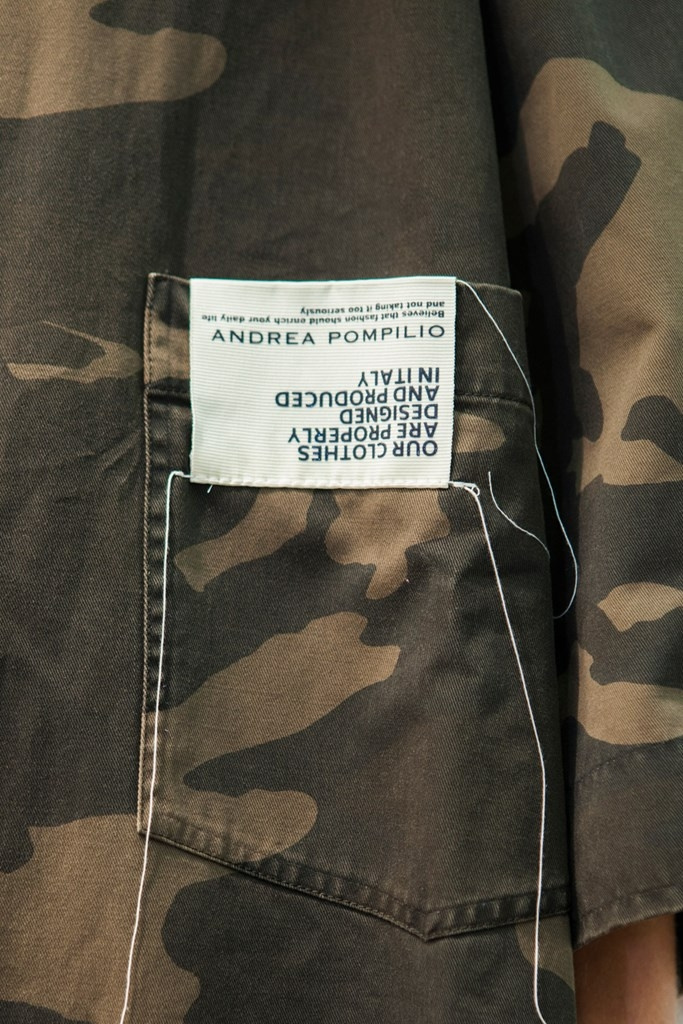 Believes that fashion should enrich your daily life
and not taking it too seriously
ANDREA POMPILIO
OUR CLOTHES
ARE PROPERLY
DESIGNED
AND PRODUCED
IN ITALY